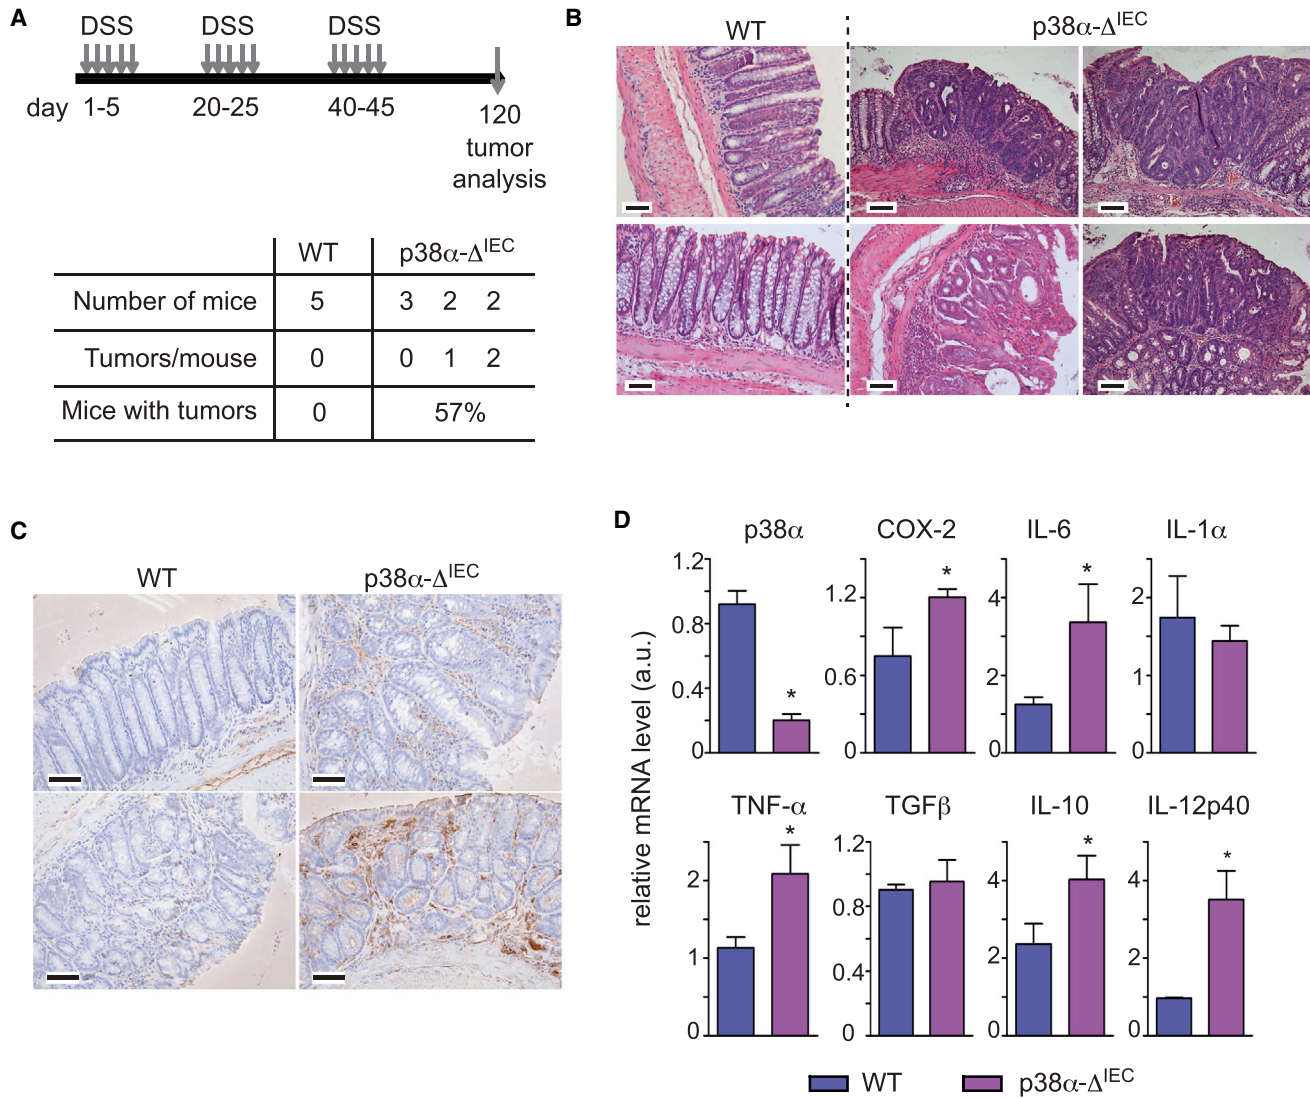 A
DSS DSS DSS
day 1-5 20-25 40-45 120
tumor
analysis
WT p38α-Δ^IEC
Number of mice 5 3 2 2
Tumors/mouse 0 0 1 2
Mice with tumors 0 57%
B
WT p38α-Δ^IEC
C
WT p38α-Δ^IEC
D
relative mRNA level (a.u.)
p38α COX-2 IL-6 IL-1α
1.2
0.8
0.4
0
*
1.2
0.6
0
*
4
2
0
*
2
1
0
TNF-α TGFβ IL-10 IL-12p40
2
1
0
*
1.2
0.8
0.4
0
4
2
0
*
4
2
0
*
WT p38α-Δ^IEC